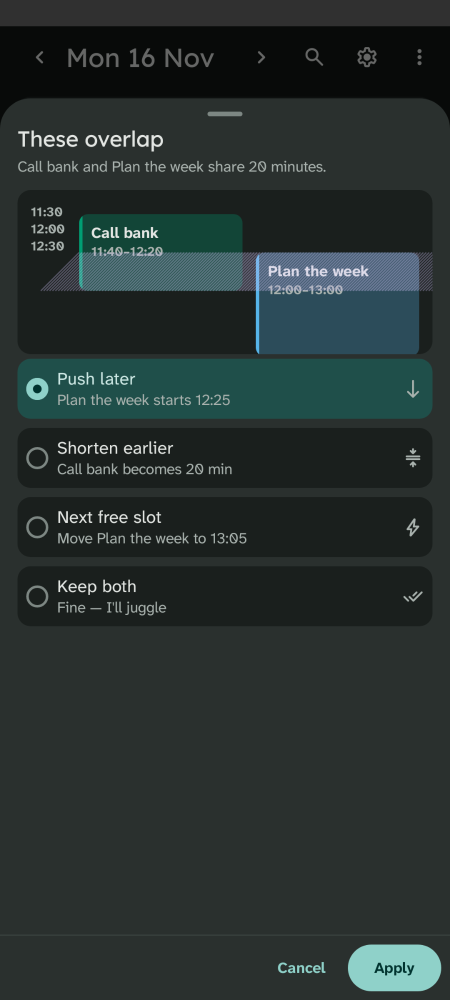 Mon 16 Nov
These overlap
Call bank and Plan the week share 20 minutes.
11:30
12:00
12:30
Call bank
11:40–12:20
Plan the week
12:00–13:00
Push later
Plan the week starts 12:25
Shorten earlier
Call bank becomes 20 min
Next free slot
Move Plan the week to 13:05
Keep both
Fine — I'll juggle
Cancel
Apply